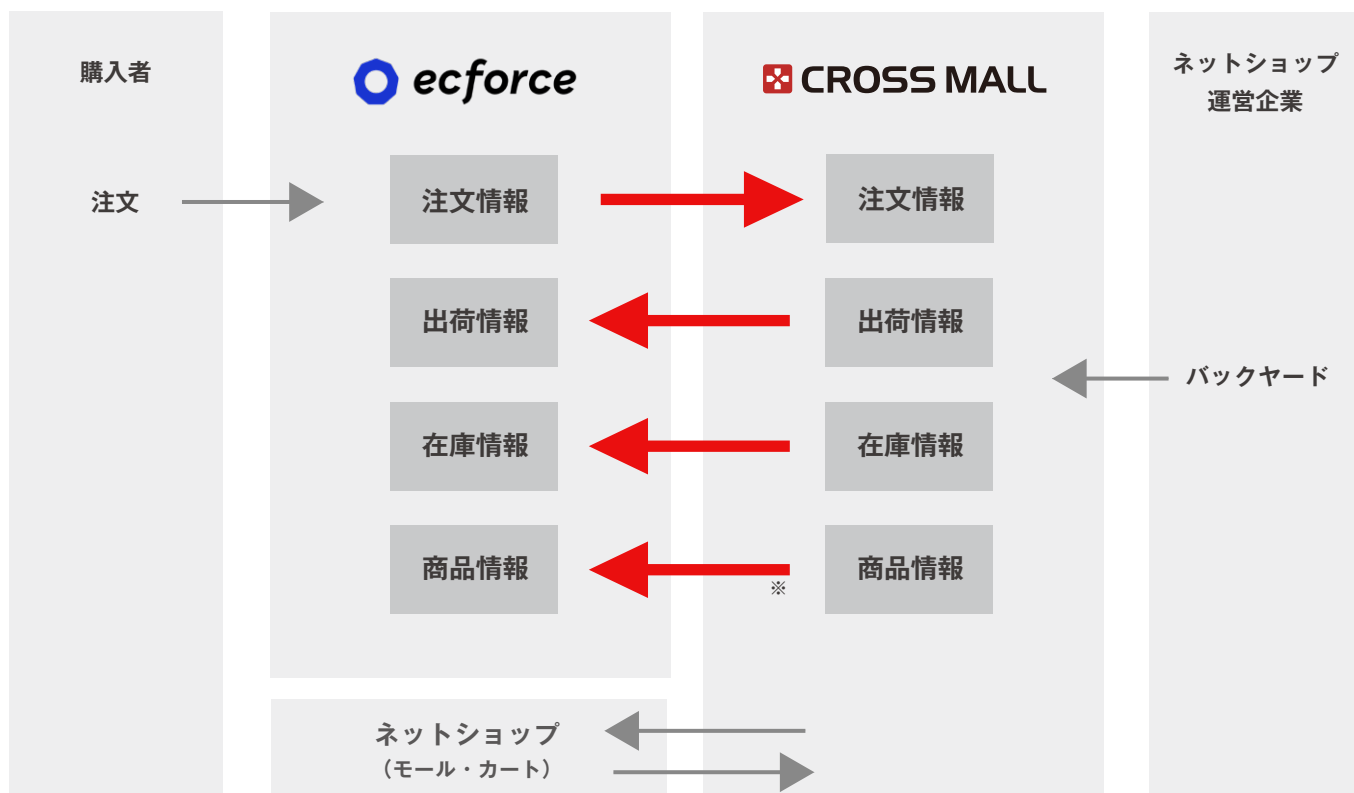 購入者
ecforce
CROSS MALL
ネットショップ
運営企業
注文
注文情報
注文情報
出荷情報
出荷情報
バックヤード
在庫情報
在庫情報
商品情報
※
商品情報
ネットショップ
（モール・カート）